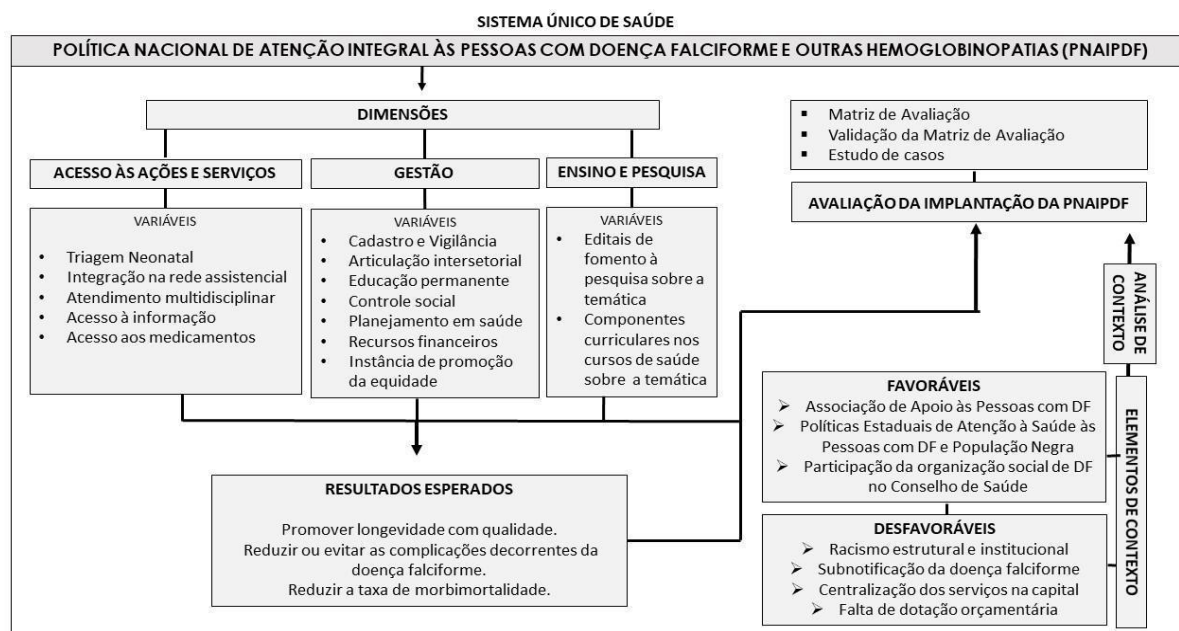 SISTEMA ÚNICO DE SAÚDE
POLÍTICA NACIONAL DE ATENÇÃO INTEGRAL ÀS PESSOAS COM DOENÇA FALCIFORME E OUTRAS HEMOGLOBINOPATIAS (PNAIPDF)
DIMENSÕES
ACESSO ÀS AÇÕES E SERVIÇOS
VARIÁVEIS
• Triagem Neonatal
• Integração na rede assistencial
• Atendimento multidisciplinar
• Acesso à informação
• Acesso aos medicamentos
GESTÃO
VARIÁVEIS
• Cadastro e Vigilância
• Articulação intersetorial
• Educação permanente
• Controle social
• Planejamento em saúde
• Recursos financeiros
• Instância de promoção
da equidade
ENSINO E PESQUISA
VARIÁVEIS
• Editais de
fomento à
pesquisa sobre a
temática
• Componentes
curriculares nos
cursos de saúde
sobre a temática
RESULTADOS ESPERADOS
Promover longevidade com qualidade.
Reduzir ou evitar as complicações decorrentes da
doença falciforme.
Reduzir a taxa de morbimortalidade.
▪ Matriz de Avaliação
▪ Validação da Matriz de Avaliação
▪ Estudo de casos
AVALIAÇÃO DA IMPLANTAÇÃO DA PNAIPDF
ANÁLISE DE
CONTEXTO
FAVORÁVEIS
➢ Associação de Apoio às Pessoas com DF
➢ Políticas Estaduais de Atenção à Saúde às
Pessoas com DF e População Negra
➢ Participação da organização social de DF
no Conselho de Saúde
DESFAVORÁVEIS
➢ Racismo estrutural e institucional
➢ Subnotificação da doença falciforme
➢ Centralização dos serviços na capital
➢ Falta de dotação orçamentária
ELEMENTOS DE CONTEXTO